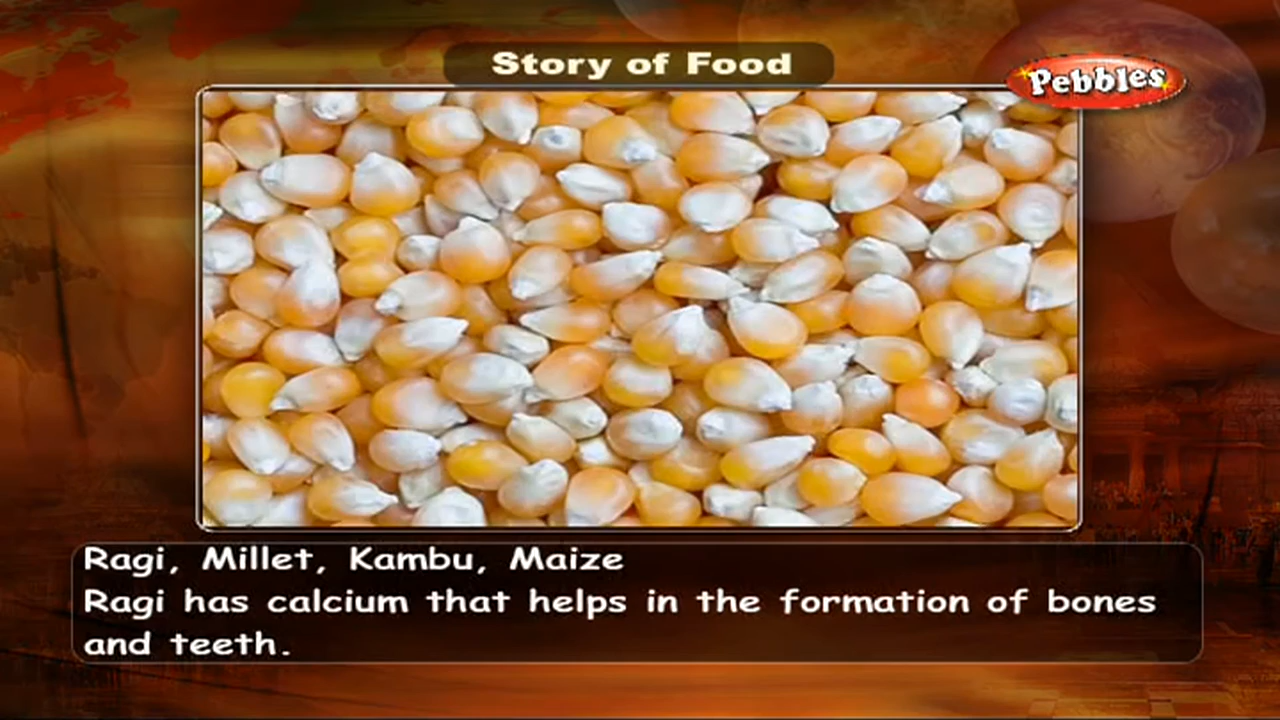 Story of Food
Pebbles
Ragi, Millet, Kambu, Maize
Ragi has calcium that helps in the formation of bones
and teeth.